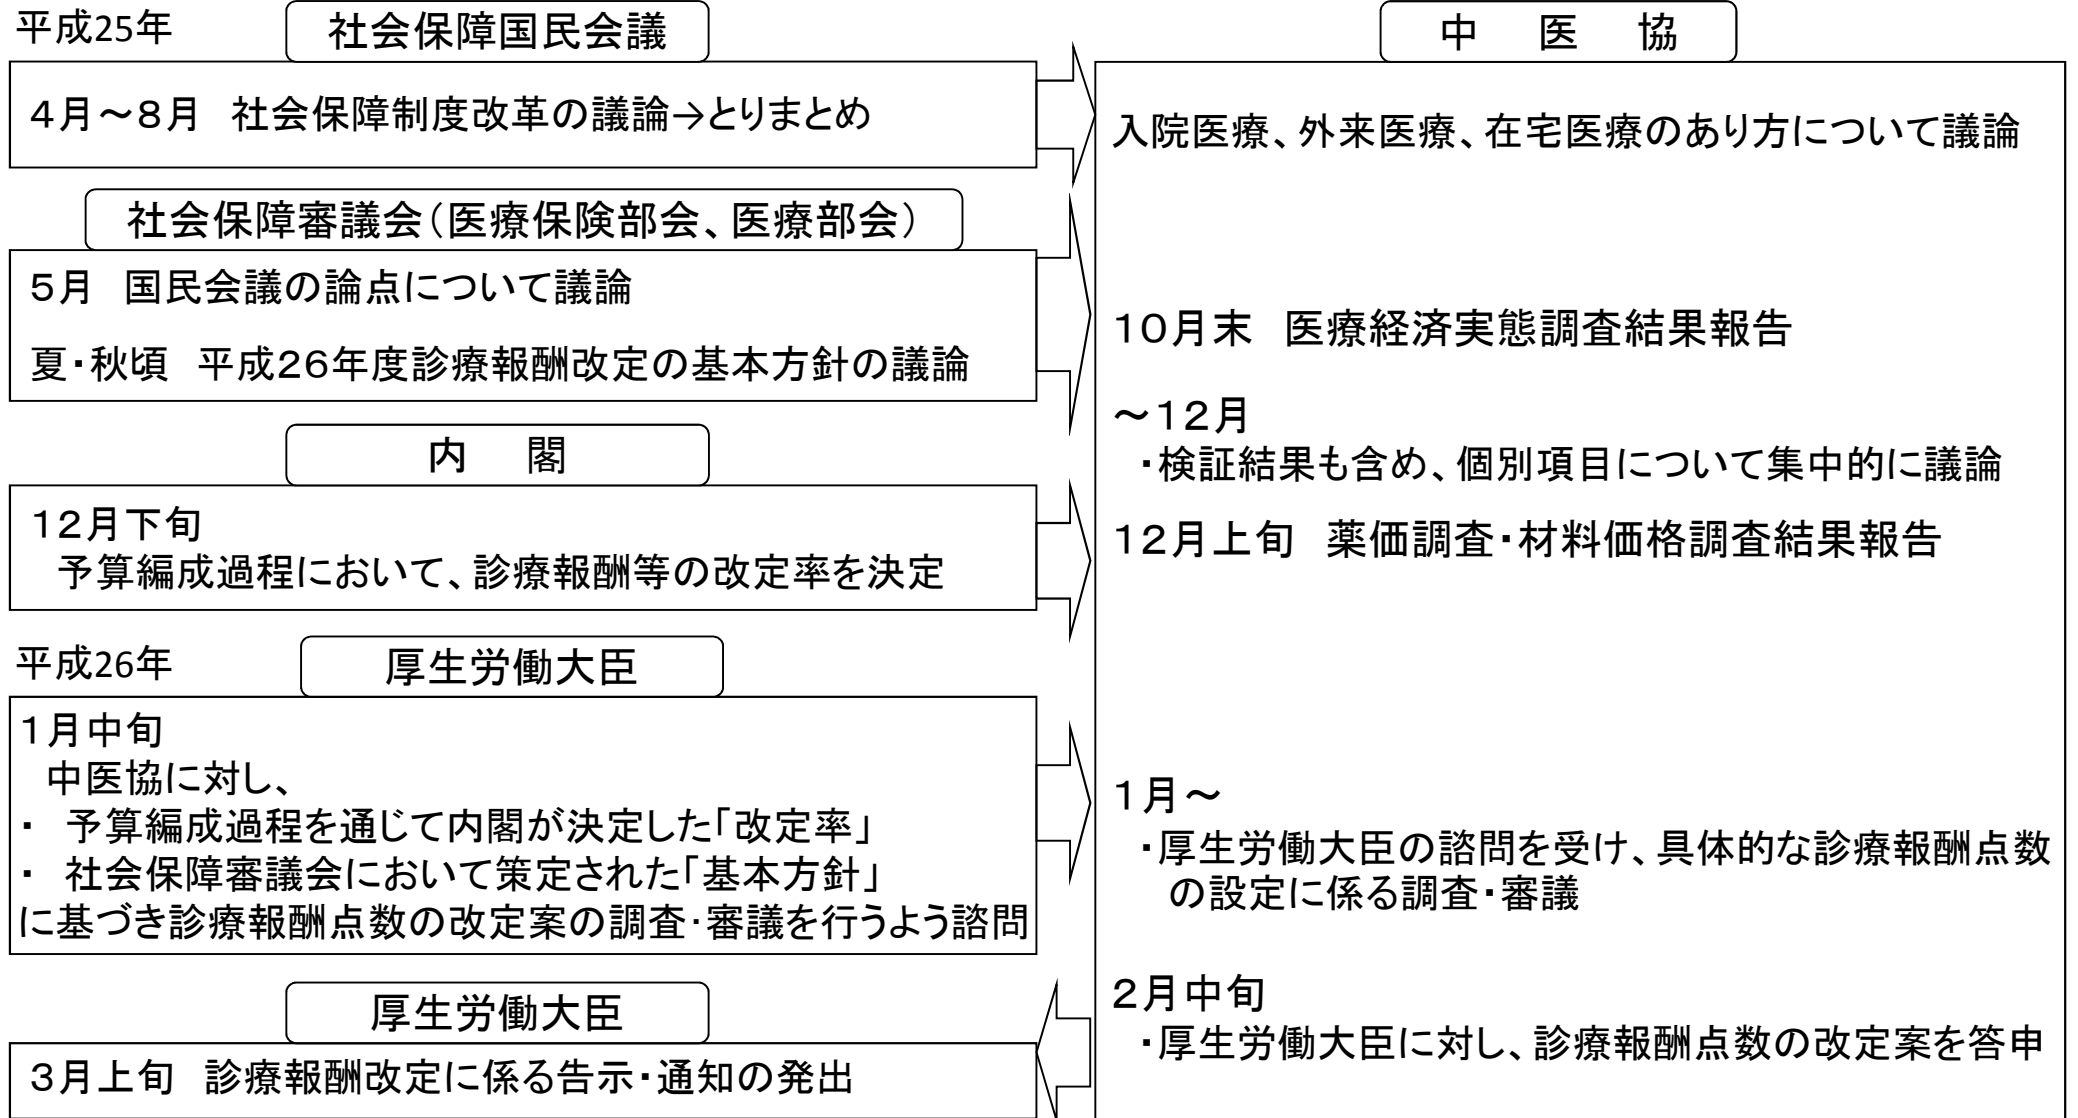 平成25年
社会保障国民会議
４月～８月　社会保障制度改革の議論→とりまとめ
社会保障審議会（医療保険部会、医療部会）
５月　国民会議の論点について議論
夏・秋頃　平成２６年度診療報酬改定の基本方針の議論
内　閣
１２月下旬
予算編成過程において、診療報酬等の改定率を決定
平成26年
厚生労働大臣
１月中旬
中医協に対し、
・　予算編成過程を通じて内閣が決定した「改定率」
・　社会保障審議会において策定された「基本方針」
に基づき診療報酬点数の改定案の調査・審議を行うよう諮問
厚生労働大臣
３月上旬　診療報酬改定に係る告示・通知の発出
中　医　協
入院医療、外来医療、在宅医療のあり方について議論
１０月末　医療経済実態調査結果報告
～１２月
・検証結果も含め、個別項目について集中的に議論
１２月上旬　薬価調査・材料価格調査結果報告
１月～
・厚生労働大臣の諮問を受け、具体的な診療報酬点数
の設定に係る調査・審議
２月中旬
・厚生労働大臣に対し、診療報酬点数の改定案を答申